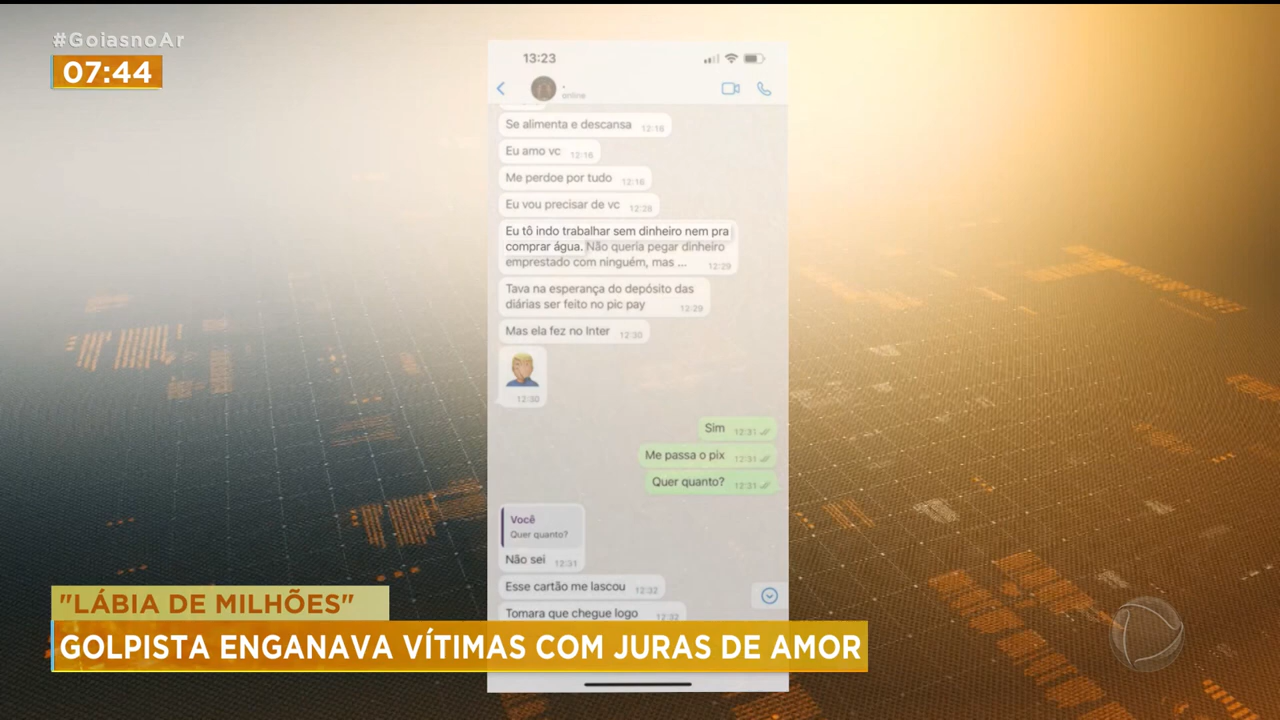 #GoiasnoAr
07:44
13:23
online
Se alimenta e descansa 12:16
Eu amo vc 12:16
Me perdoe por tudo 12:16
Eu vou precisar de vc 12:28
Eu tô indo trabalhar sem dinheiro nem pra
comprar água. Não queria pegar dinheiro
emprestado com ninguém, mas ... 12:29
Tava na esperança do depósito das
diárias ser feito no pic pay 12:29
Mas ela fez no Inter 12:30
12:30
Sim 12:31
Me passa o pix 12:31
Quer quanto? 12:31
Você
Quer quanto?
Não sei 12:31
Esse cartão me lascou 12:32
Tomara que chegue logo 12:32
"LÁBIA DE MILHÕES"
GOLPISTA ENGANAVA VÍTIMAS COM JURAS DE AMOR